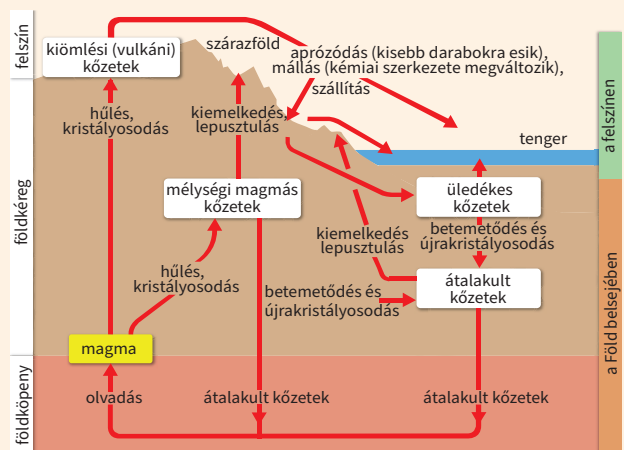 felszín
földkéreg
földköpeny
kiömlési (vulkáni)
kőzetek
szárazföld
aprózódás (kisebb darabokra esik),
mállás (kémiai szerkezete megváltozik),
szállítás
tenger
hűlés,
kristályosodás
kiemelkedés,
lepusztulás
mélységi magmás
kőzetek
üledékes
kőzetek
kiemelkedés
lepusztulás
betemetődés és
újrakristályosodás
hűlés,
kristályosodás
betemetődés és
újrakristályosodás
átalakult
kőzetek
magma
olvadás
átalakult kőzetek
átalakult kőzetek
a felszínen
a Föld belsejében